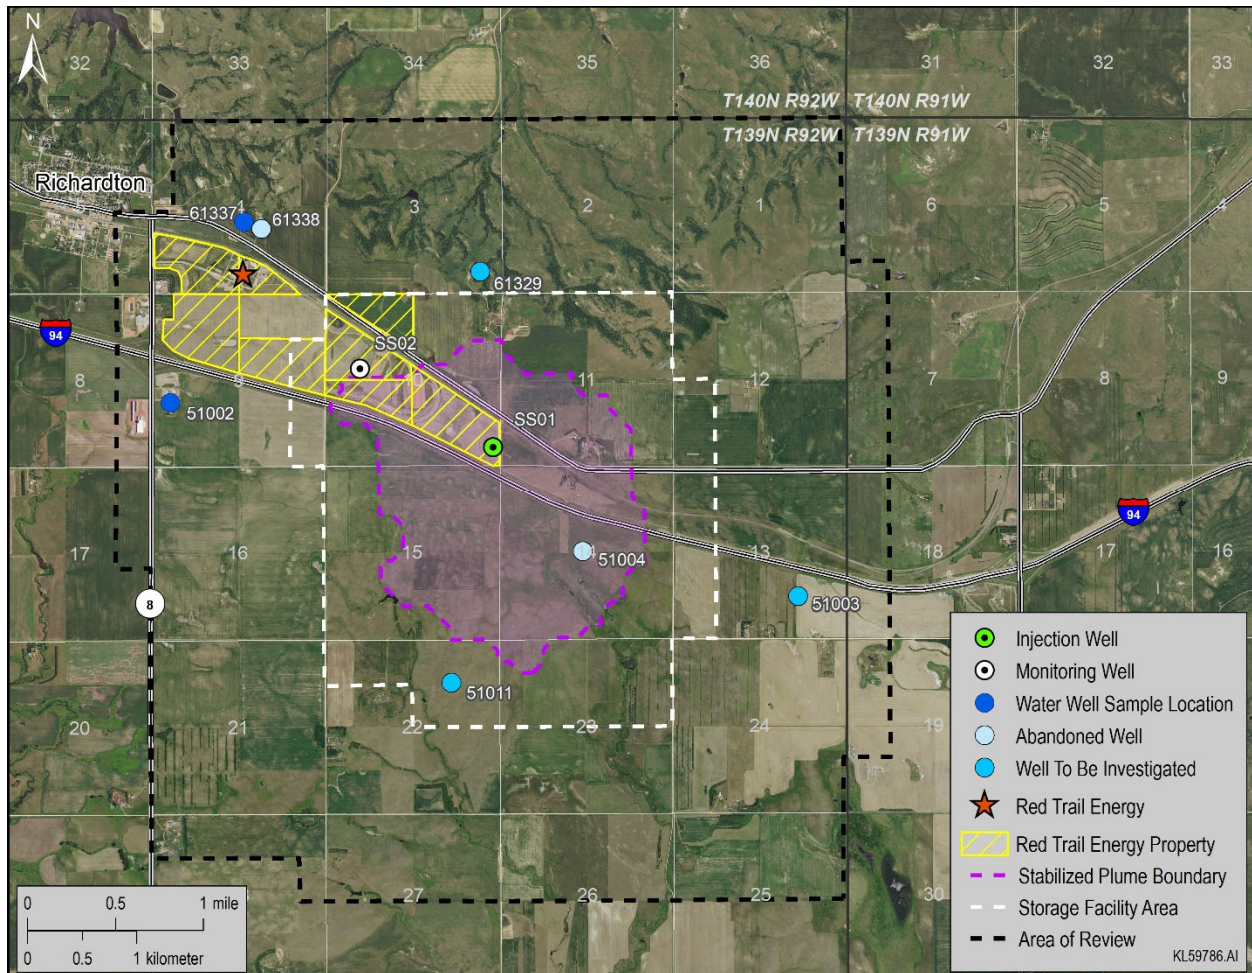 N
32
33
34
35
36
31
32
33
T140N R92W
T140N R91W
T139N R92W
T139N R91W
Richardton
61337
61338
3
2
1
6
5
4
61329
94
SS02
8
9
10
11
12
7
8
9
51002
SS01
94
17
16
15
14
13
18
17
16
51004
51003
8
51011
20
21
22
23
24
19
27
26
25
30
Injection Well
Monitoring Well
Water Well Sample Location
Abandoned Well
Well To Be Investigated
Red Trail Energy
Red Trail Energy Property
Stabilized Plume Boundary
Storage Facility Area
Area of Review
KL59786.AI
0 0.5 1 mile
0 0.5 1 kilometer